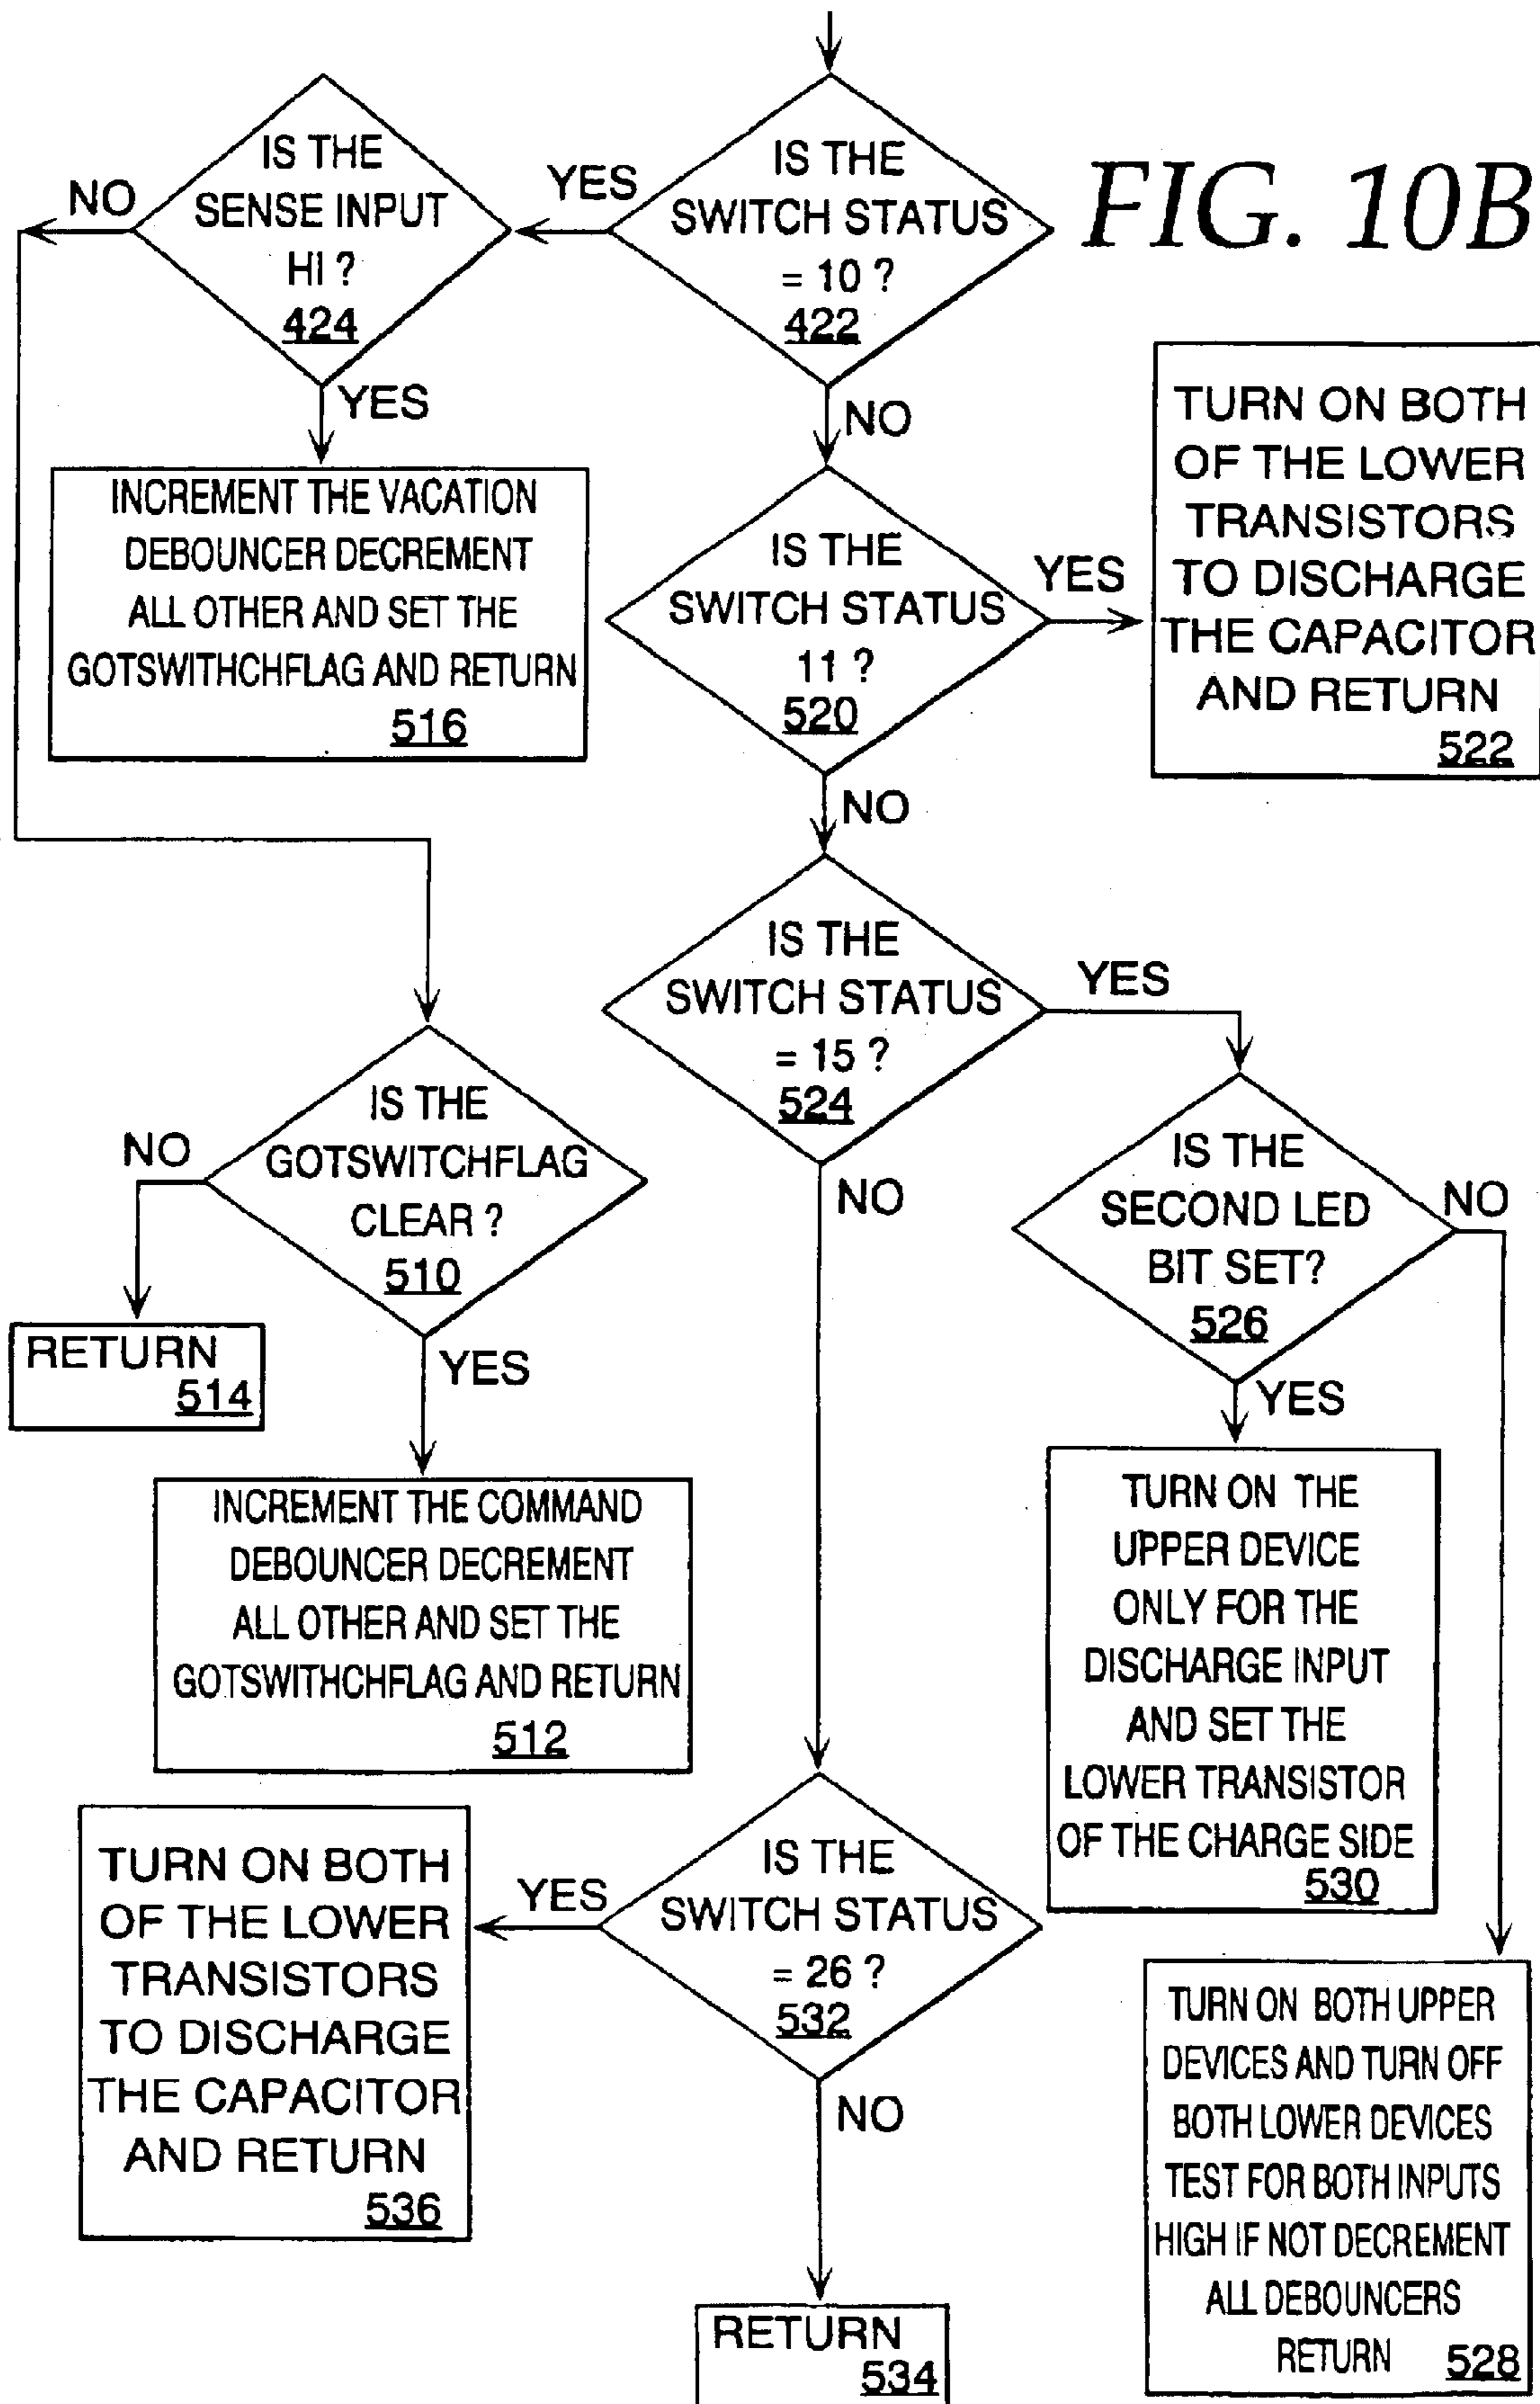 FIG. 10B
IS THE
SWITCH STATUS
= 10 ?
422
YES
NO
IS THE
SENSE INPUT
HI ?
424
NO
YES
INCREMENT THE VACATION
DEBOUNCER DECREMENT
ALL OTHER AND SET THE
GOTSWITHCHFLAG AND RETURN
516
IS THE
SWITCH STATUS
11 ?
520
YES
NO
TURN ON BOTH
OF THE LOWER
TRANSISTORS
TO DISCHARGE
THE CAPACITOR
AND RETURN
522
IS THE
SWITCH STATUS
= 15 ?
524
YES
NO
IS THE
GOTSWITCHFLAG
CLEAR ?
510
NO
YES
RETURN
514
INCREMENT THE COMMAND
DEBOUNCER DECREMENT
ALL OTHER AND SET THE
GOTSWITHCHFLAG AND RETURN
512
IS THE
SECOND LED
BIT SET?
526
NO
YES
TURN ON THE
UPPER DEVICE
ONLY FOR THE
DISCHARGE INPUT
AND SET THE
LOWER TRANSISTOR
OF THE CHARGE SIDE
530
IS THE
SWITCH STATUS
= 26 ?
532
YES
NO
TURN ON BOTH
OF THE LOWER
TRANSISTORS
TO DISCHARGE
THE CAPACITOR
AND RETURN
536
TURN ON BOTH UPPER
DEVICES AND TURN OFF
BOTH LOWER DEVICES
TEST FOR BOTH INPUTS
HIGH IF NOT DECREMENT
ALL DEBOUNCERS
RETURN
528
RETURN
534